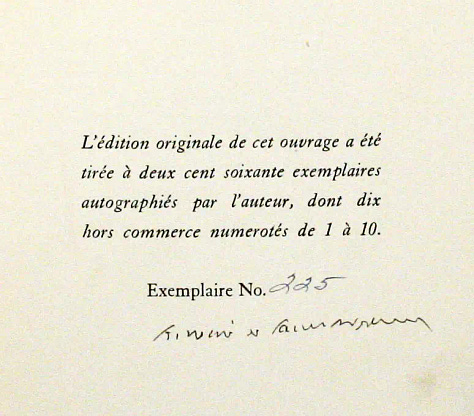 L'édition originale de cet ouvrage a été
tirée à deux cent soixante exemplaires
autographiés par l'auteur, dont dix
hors commerce numerotés de 1 à 10.
Exemplaire No. 225